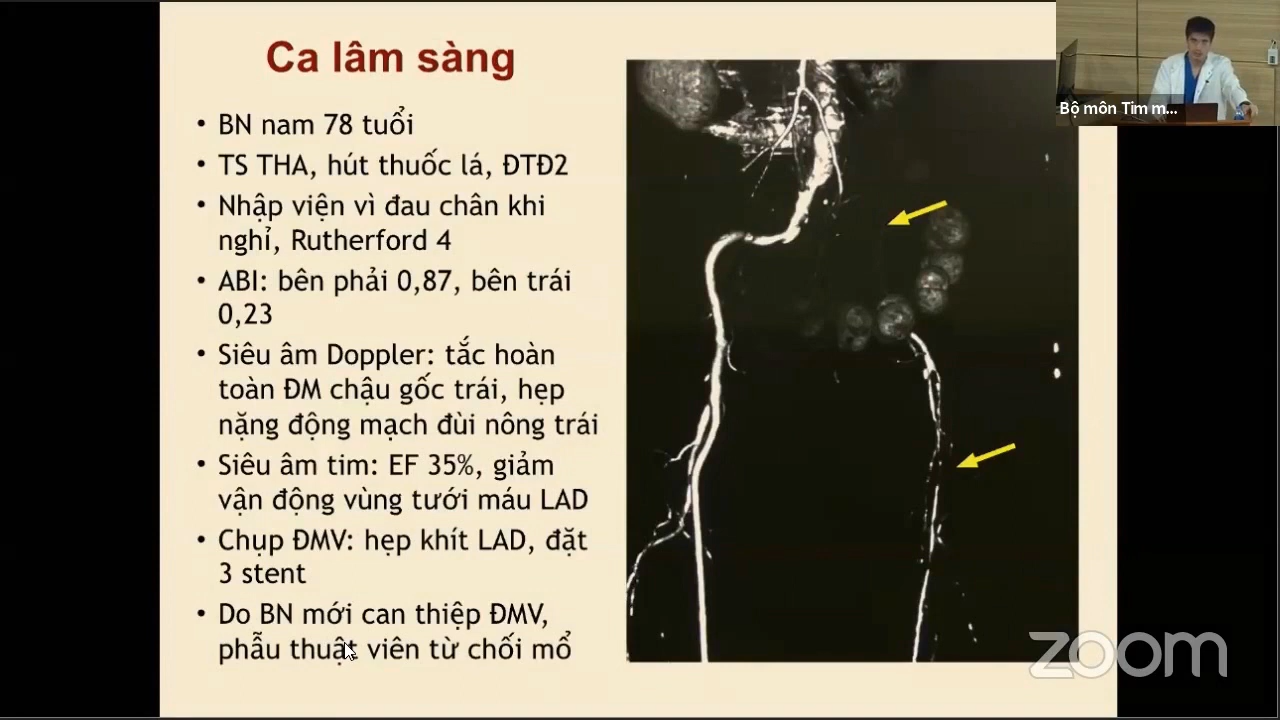 Ca lâm sàng
• BN nam 78 tuổi
• TS THA, hút thuốc lá, ĐTĐ2
• Nhập viện vì đau chân khi
nghỉ, Rutherford 4
• ABI: bên phải 0,87, bên trái
0,23
• Siêu âm Doppler: tắc hoàn
toàn ĐM chậu gốc trái, hẹp
nặng động mạch đùi nông trái
• Siêu âm tim: EF 35%, giảm
vận động vùng tưới máu LAD
• Chụp ĐMV: hẹp khít LAD, đặt
3 stent
• Do BN mới can thiệp ĐMV,
phẫu thuật viên từ chối mổ
Bộ môn Tim m...
zoom